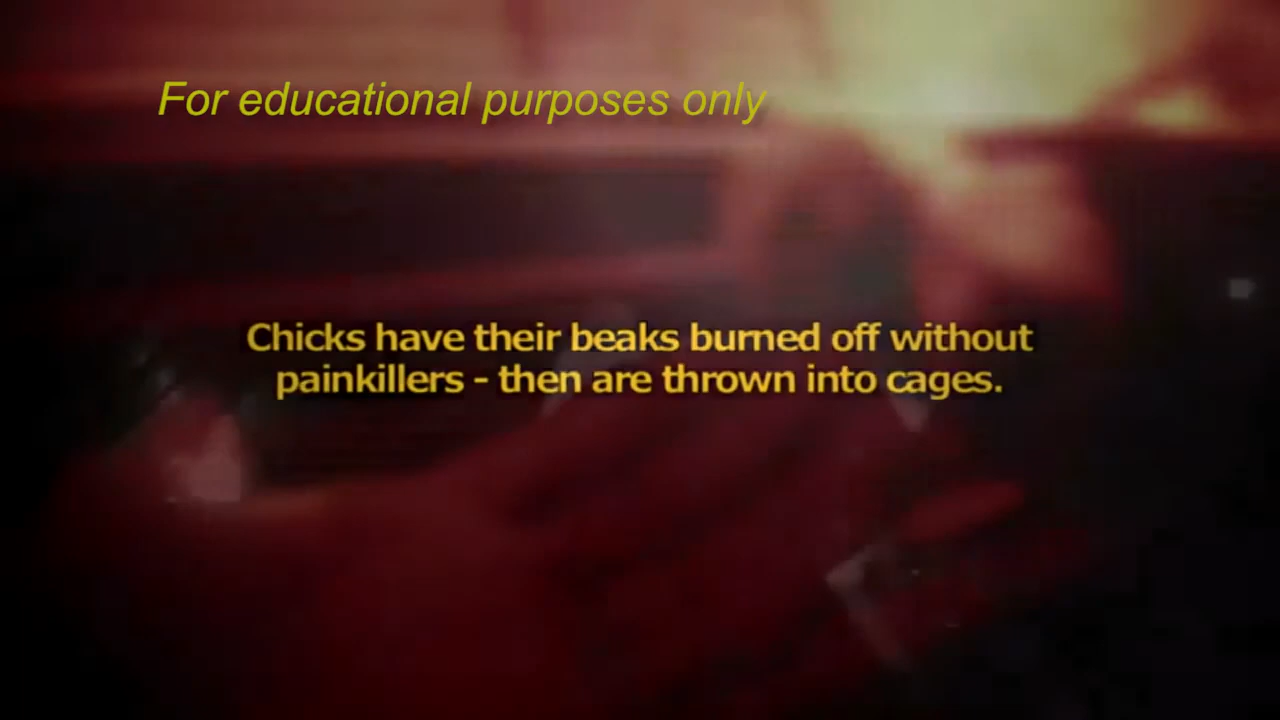 For educational purposes only
Chicks have their beaks burned off without
painkillers - then are thrown into cages.